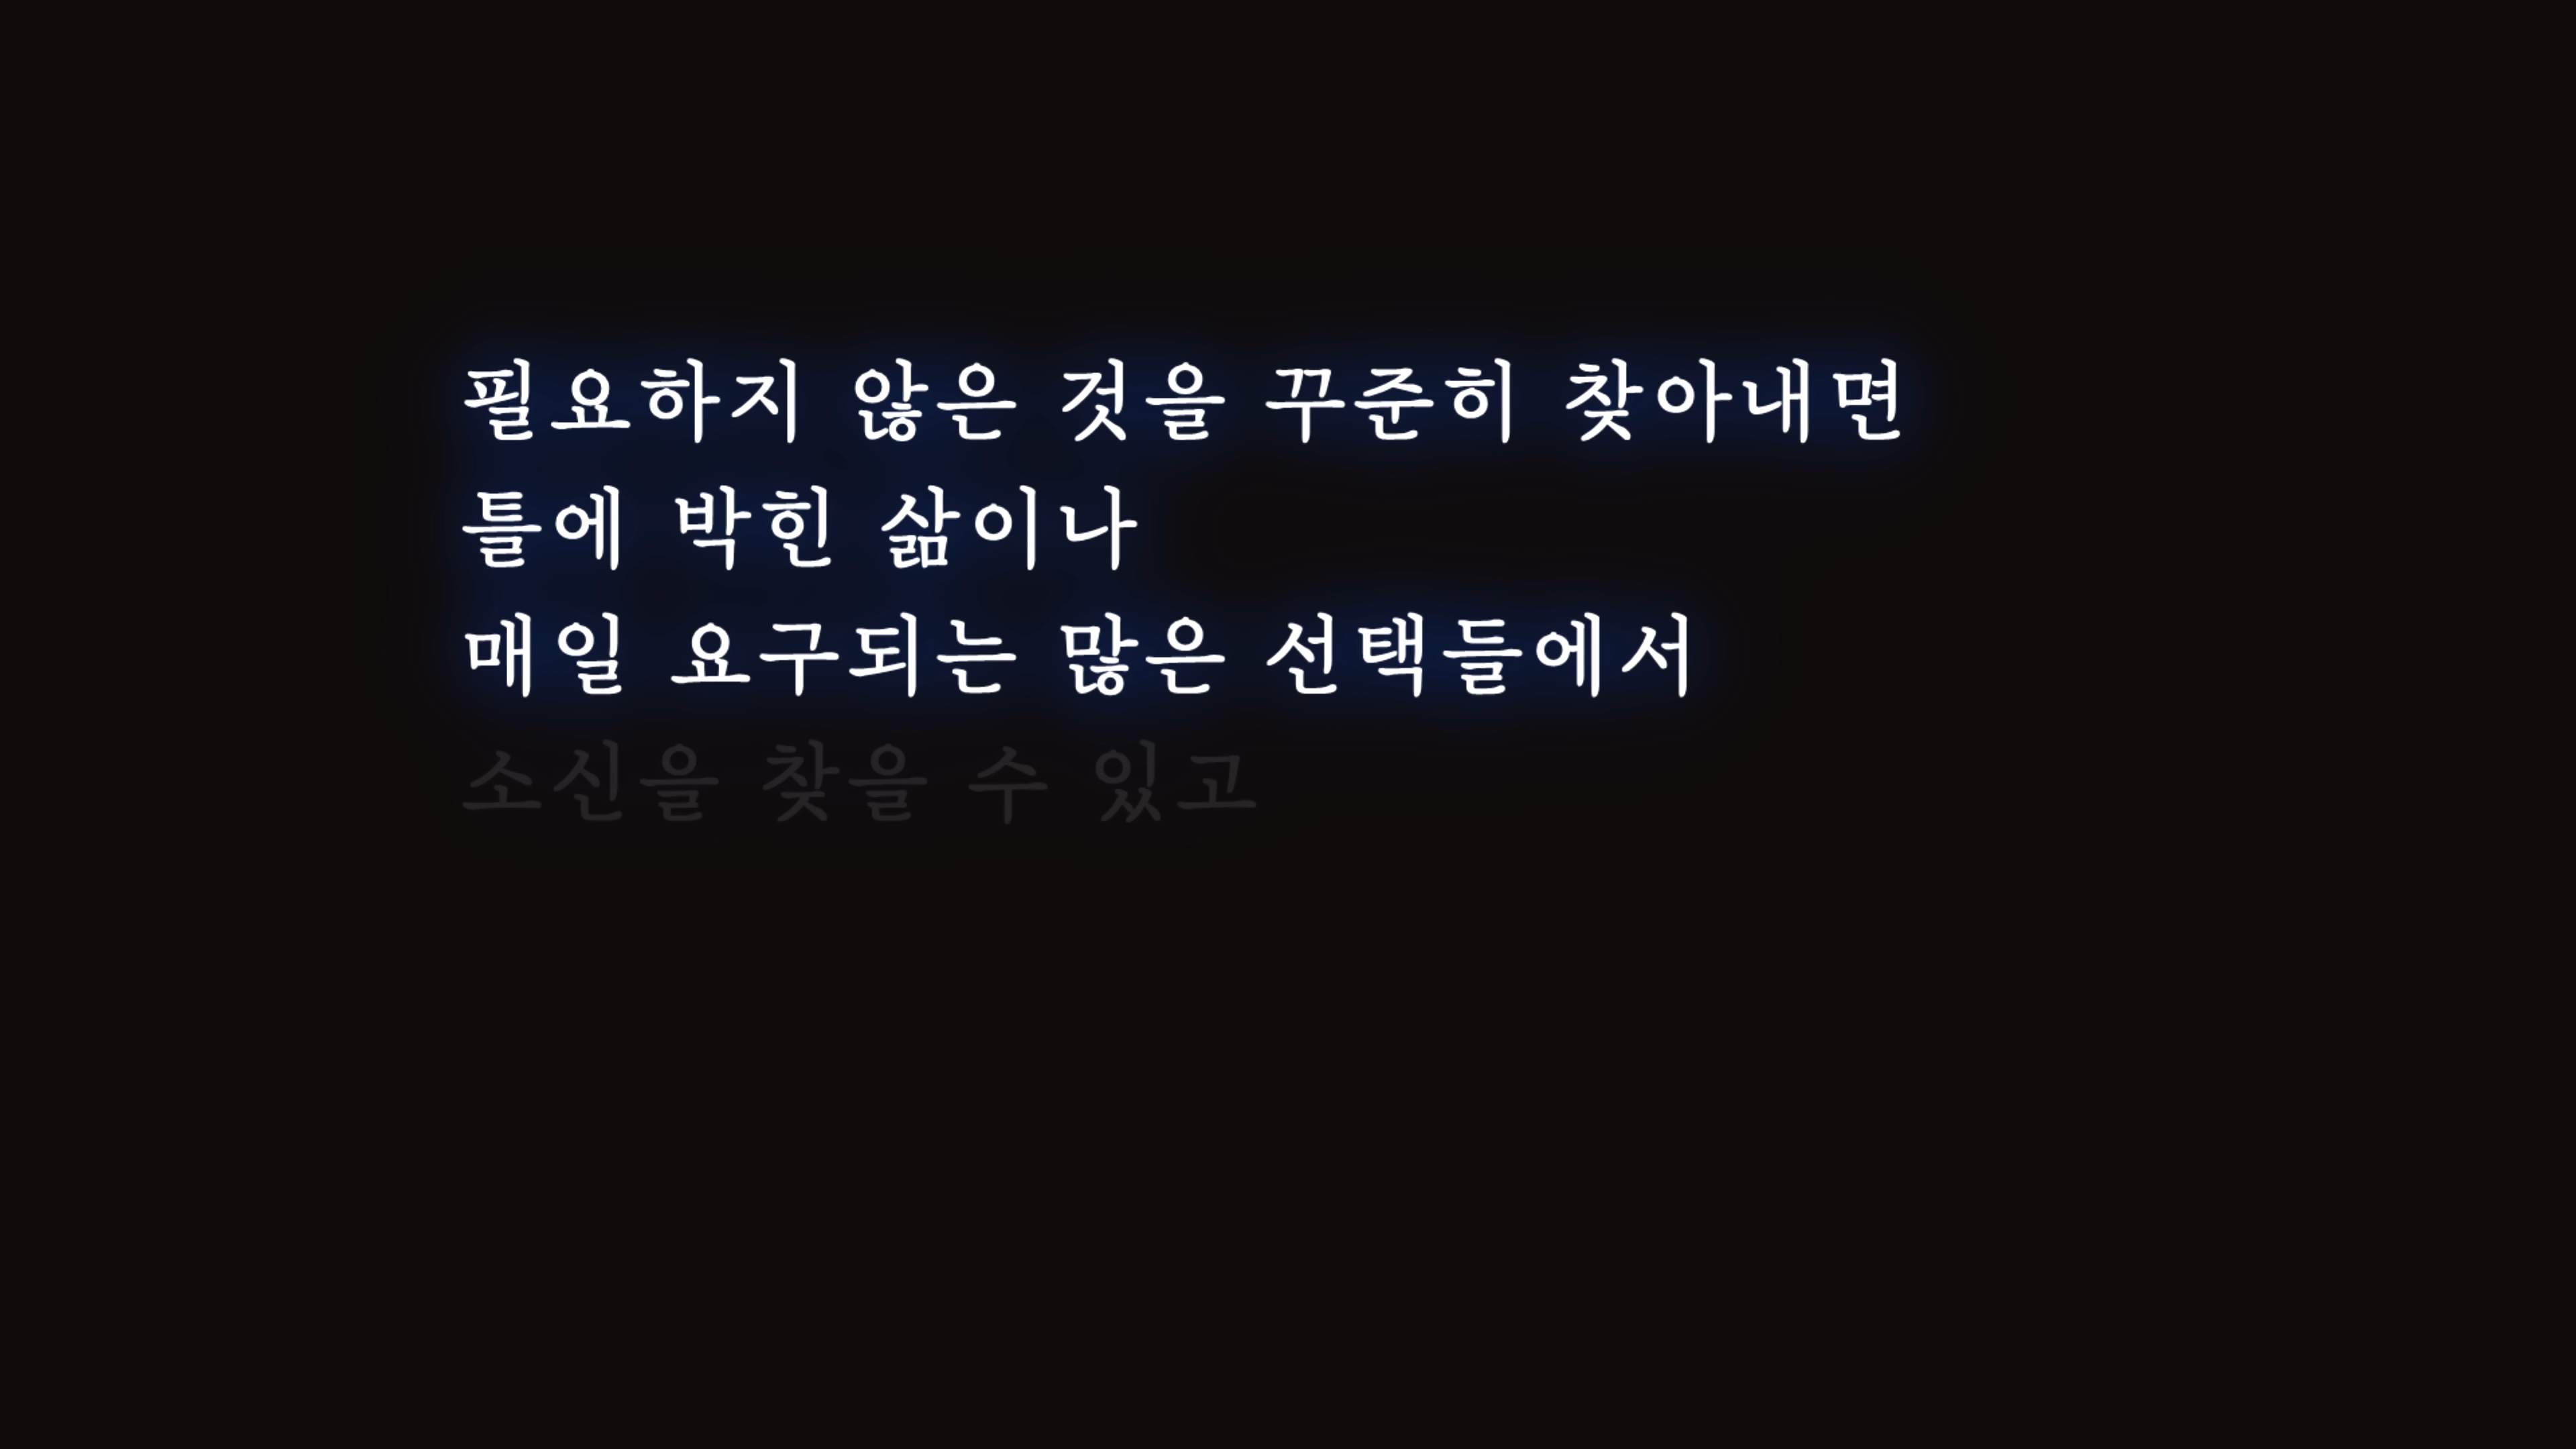 필요하지 않은 것을 꾸준히 찾아내면
틀에 박힌 삶이나
매일 요구되는 많은 선택들에서
소신을 찾을 수 있고